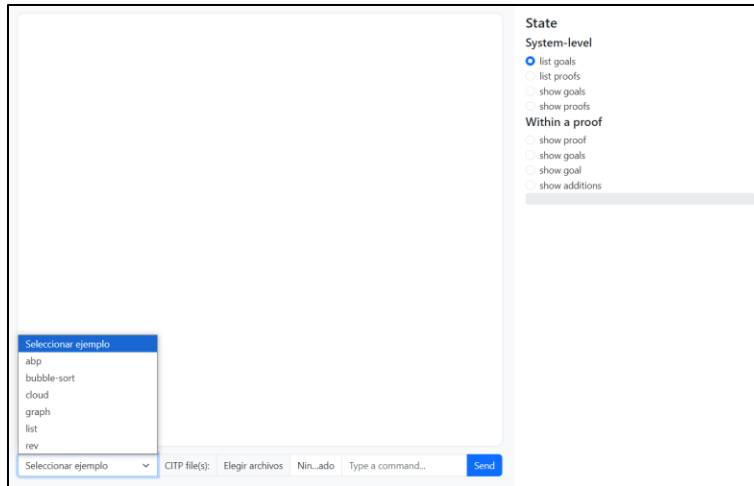 State
System-level
list goals
list proofs
show goals
show proofs
Within a proof
show proof
show goals
show goal
show additions
Seleccionar ejemplo
abp
bubble-sort
cloud
graph
list
rev
Seleccionar ejemplo CITP file(s): Elegir archivos Nin...ado Type a command... Send